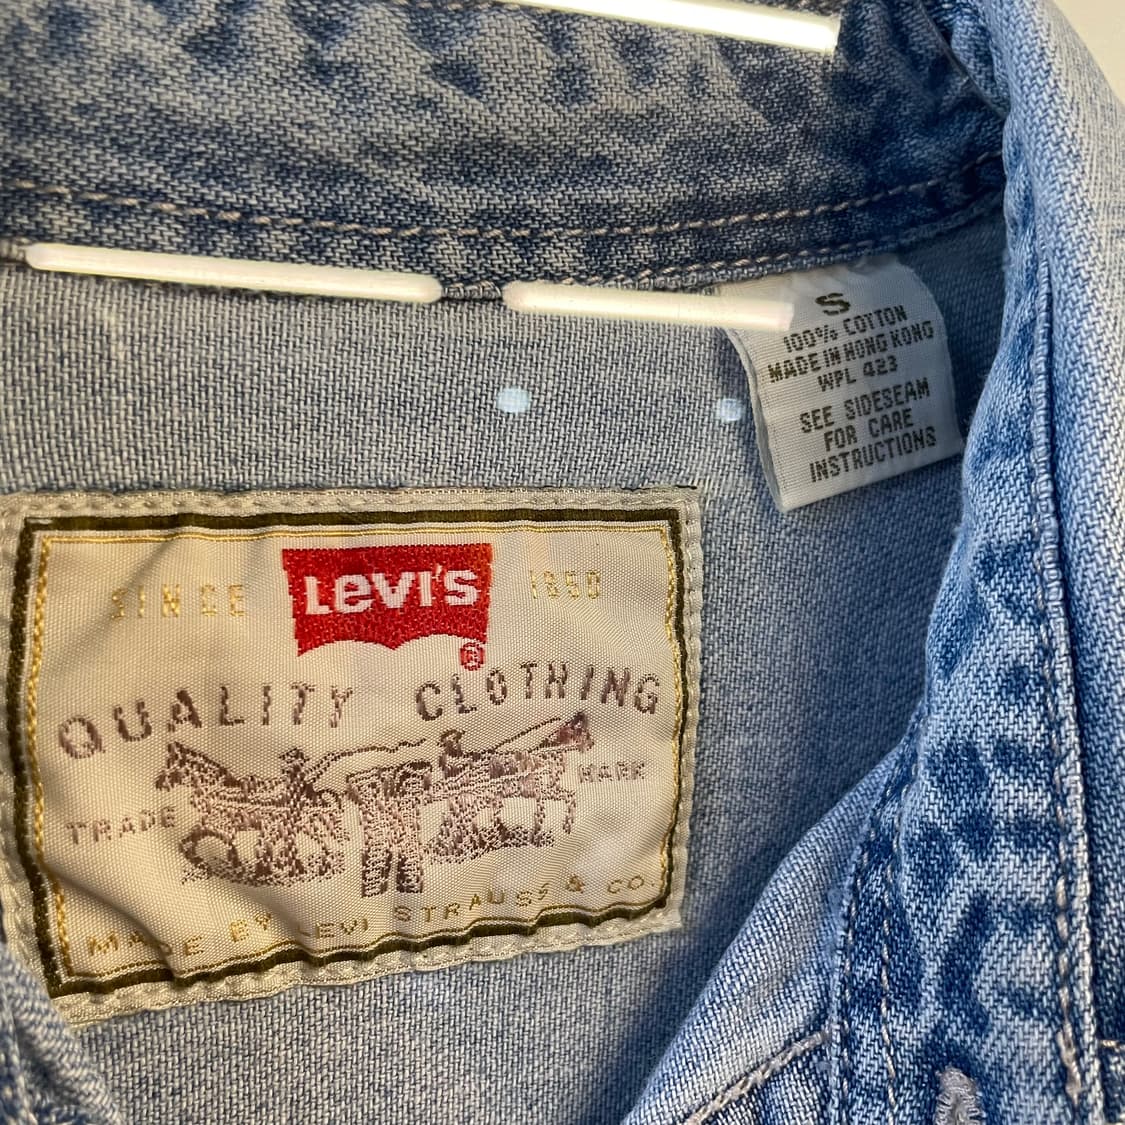 S
100% COTTON
MADE IN HONG KONG
WPL 423
SEE SIDESEAM
FOR CARE
INSTRUCTIONS
SINCE LEVI'S 1850
®
QUALITY CLOTHING
TRADE MARK
MADE BY LEVI STRAUSS & CO.